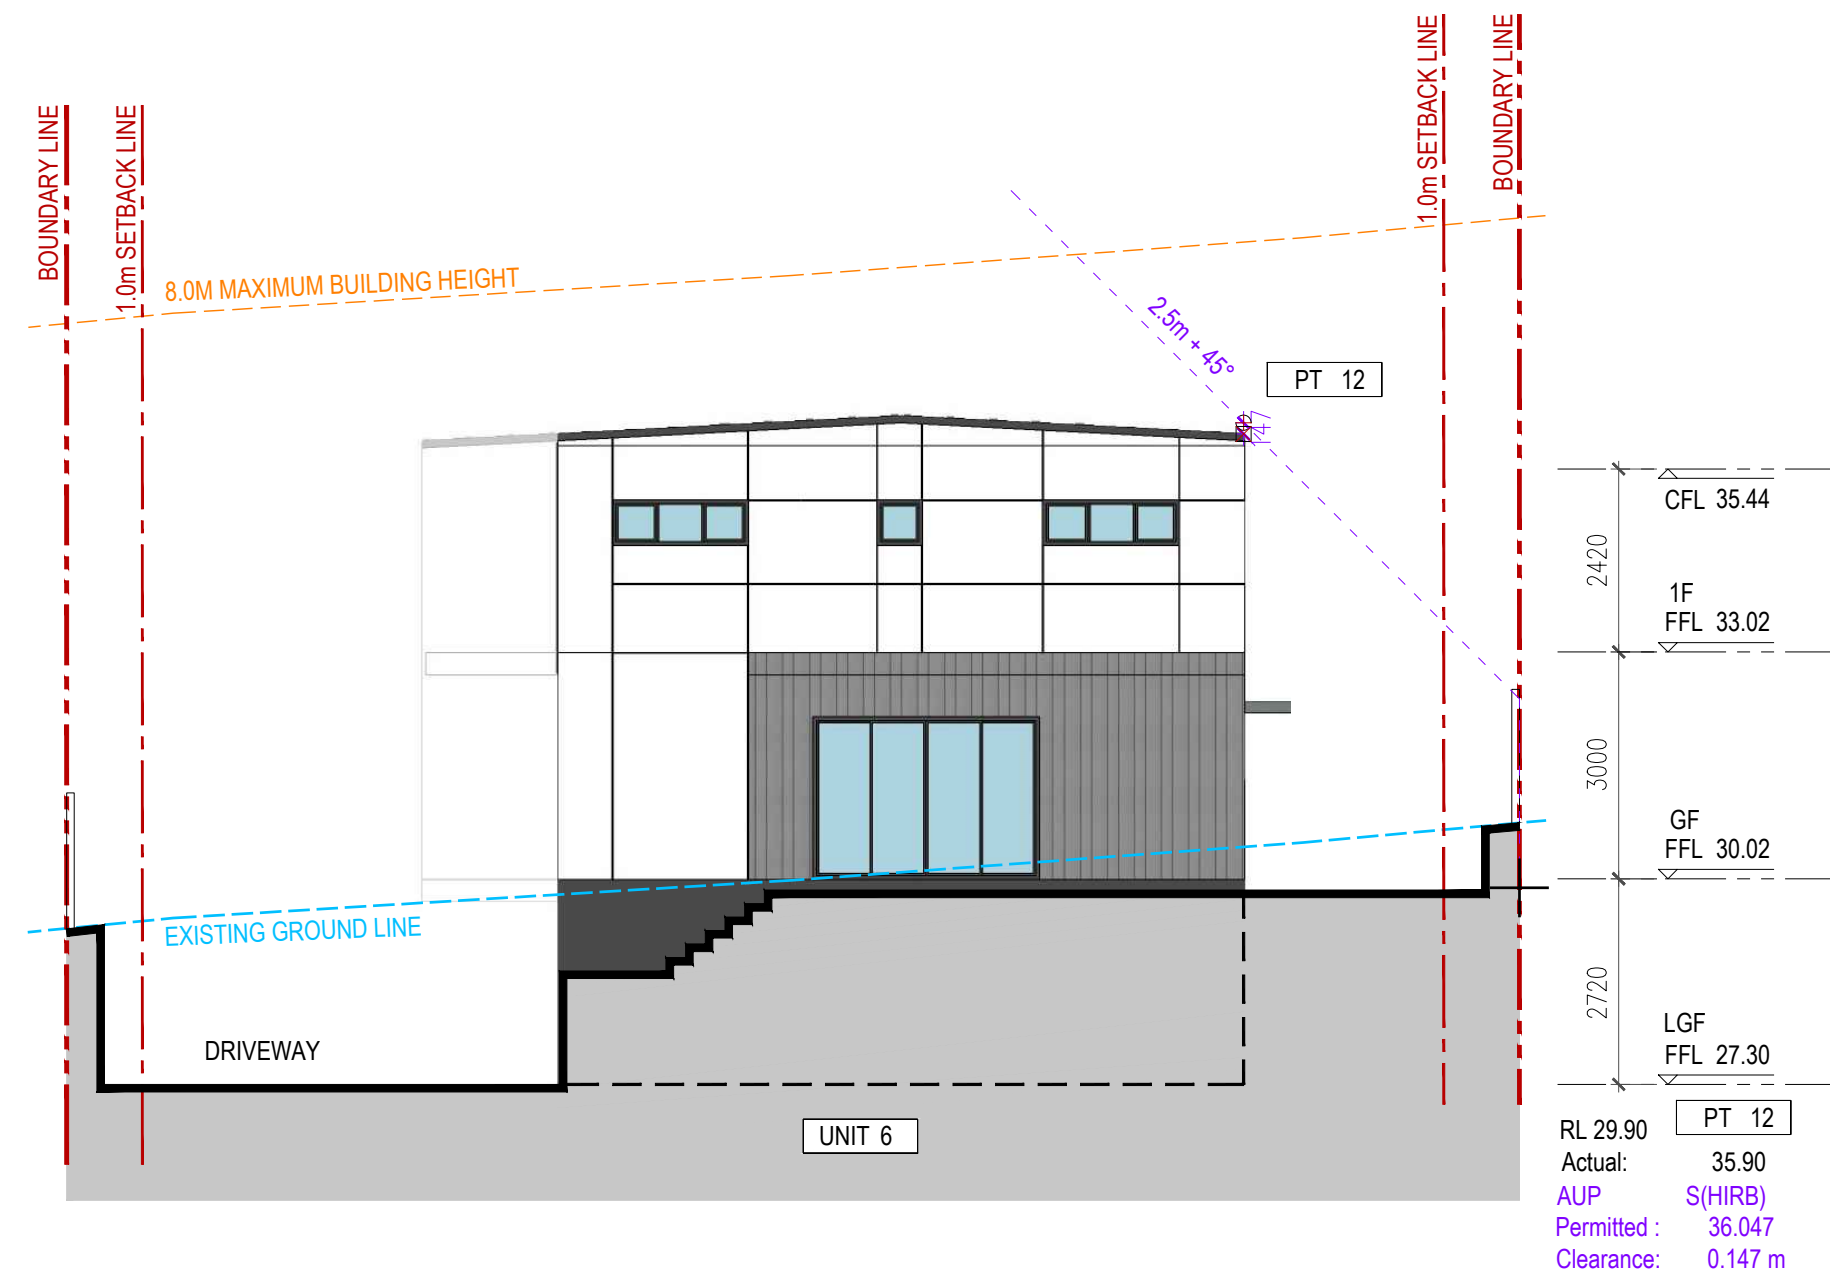 BOUNDARY LINE
1.0m SETBACK LINE
1.0m SETBACK LINE
BOUNDARY LINE
8.0M MAXIMUM BUILDING HEIGHT
2.5m + 45°
PT 12
147
CFL 35.44
2420
1F
FFL 33.02
3000
GF
FFL 30.02
EXISTING GROUND LINE
2720
LGF
FFL 27.30
DRIVEWAY
UNIT 6
PT 12
RL 29.90
Actual: 35.90
AUP S(HIRB)
Permitted : 36.047
Clearance: 0.147 m